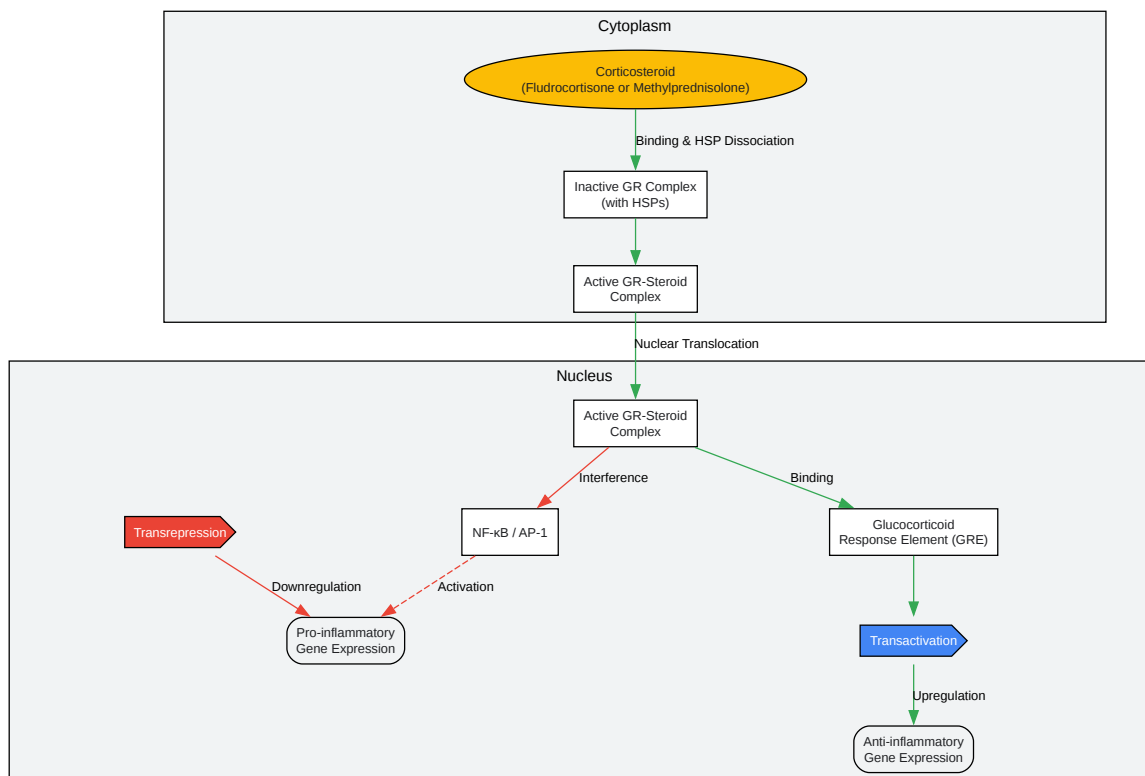 Cytoplasm
Corticosteroid
(Fludrocortisone or Methylprednisolone)
Binding & HSP Dissociation
Inactive GR Complex
(with HSPs)
Active GR-Steroid
Complex
Nuclear Translocation
Nucleus
Active GR-Steroid
Complex
Interference
Binding
Transrepression
NF-κB / AP-1
Glucocorticoid
Response Element (GRE)
Downregulation
Activation
Pro-inflammatory
Gene Expression
Transactivation
Upregulation
Anti-inflammatory
Gene Expression